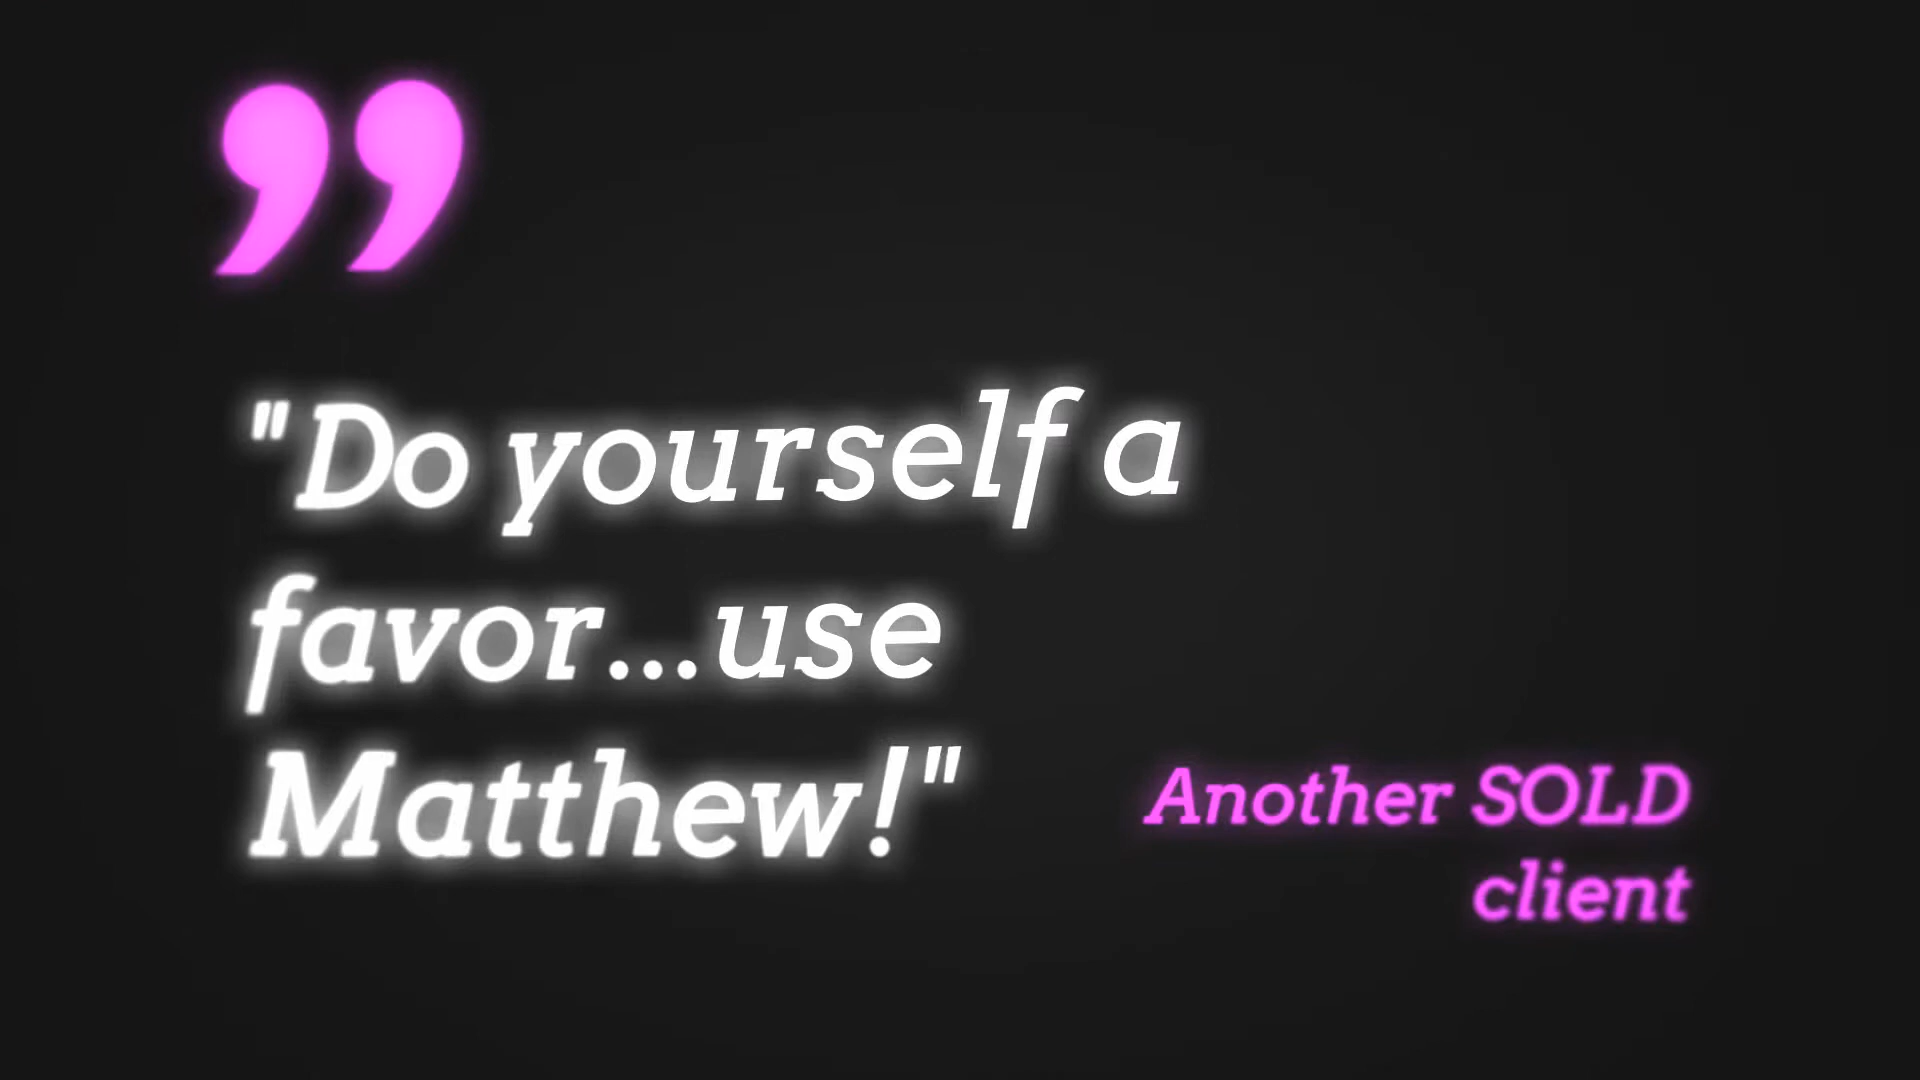 ”
"Do yourself a
favor...use
Matthew!"
Another SOLD
client